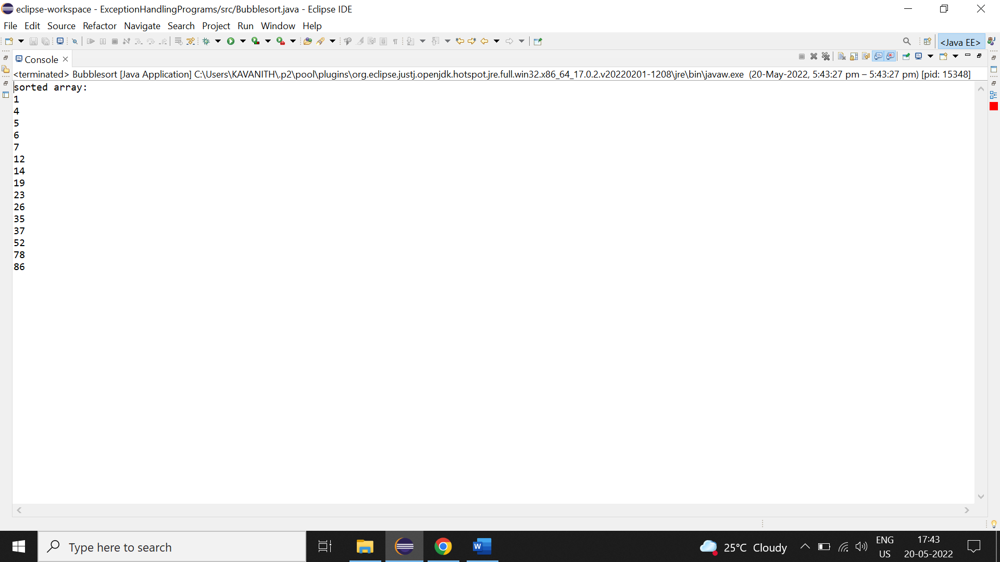 eclipse-workspace - ExceptionHandlingPrograms/src/Bubblesort.java - Eclipse IDE
File Edit Source Refactor Navigate Search Project Run Window Help
<Java EE>
Console
<terminated> Bubblesort [Java Application] C:\Users\KAVANITH\.p2\pool\plugins\org.eclipse.justj.openjdk.hotspot.jre.full.win32.x86_64_17.0.2.v20220201-1208\jre\bin\javaw.exe (20-May-2022, 5:43:27 pm – 5:43:27 pm) [pid: 15348]
sorted array:
1
4
5
6
7
12
14
19
23
26
35
37
52
78
86
Type here to search
W
25°C Cloudy
ENG
US
17:43
20-05-2022